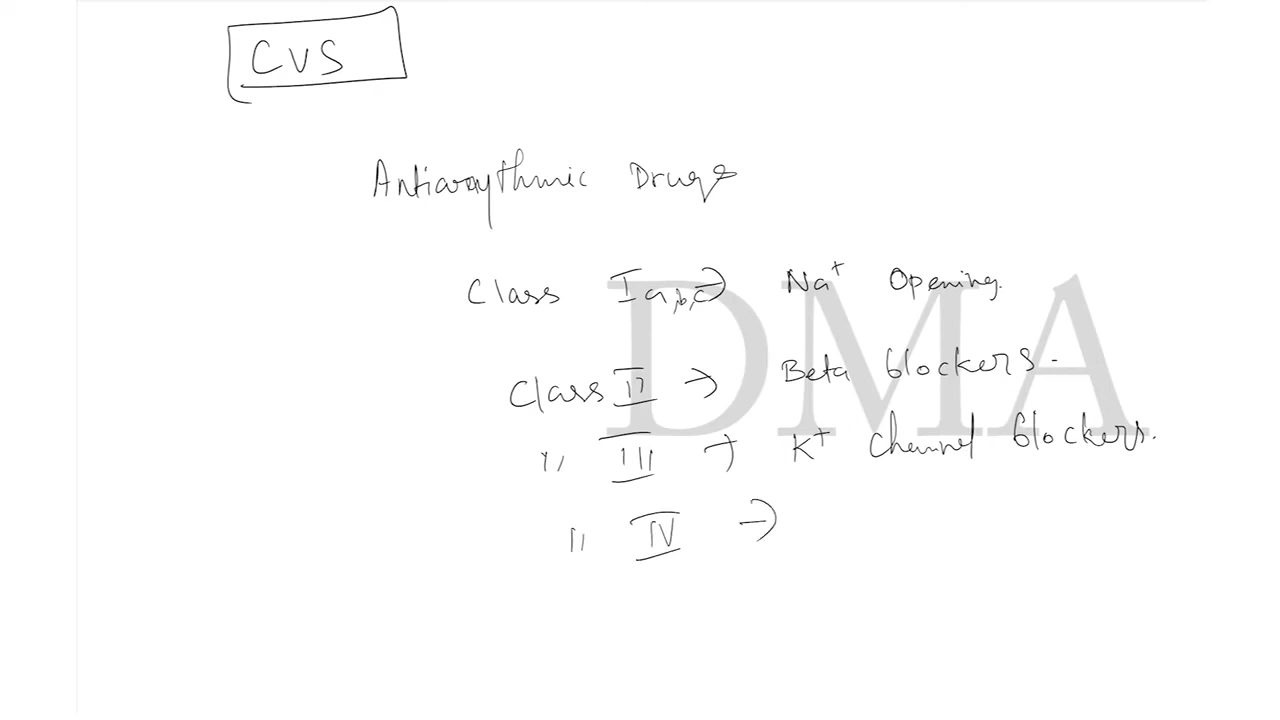 CVS
Antiarrythmic Drugs
Class I a,b,c → Na+ Opening.
DMA
Class II → Beta blockers.
" III → K+ Channel blockers.
" IV →